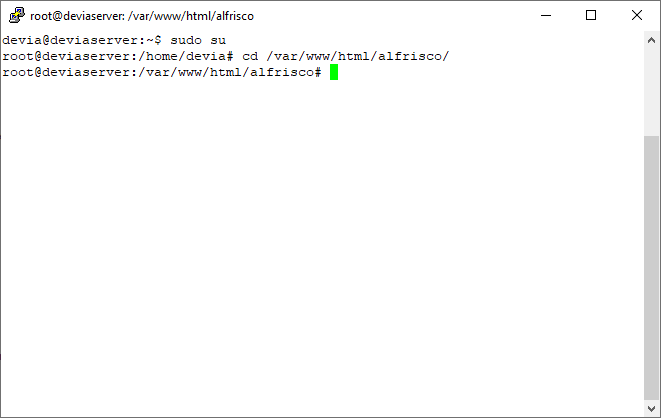 root@deviaserver: /var/www/html/alfrisco
devia@deviaserver:~$ sudo su
root@deviaserver:/home/devia# cd /var/www/html/alfrisco/
root@deviaserver:/var/www/html/alfrisco#